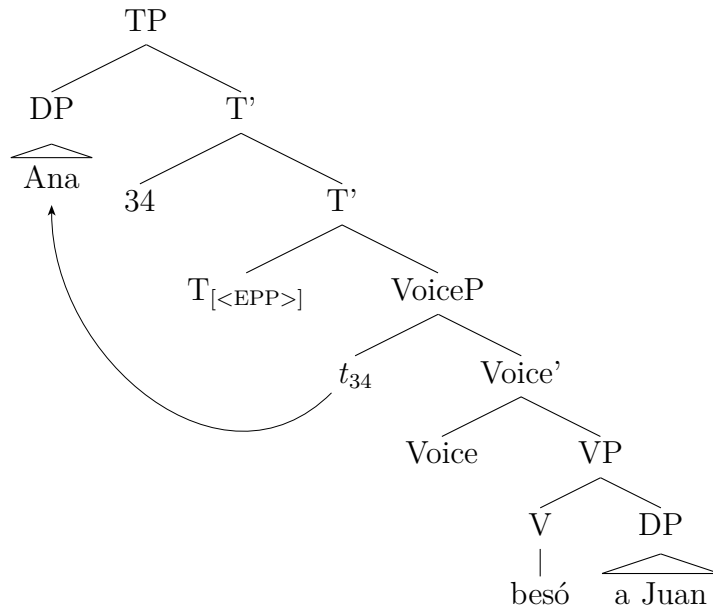 TP
DP T'
Ana 34 T'
T[<EPP>] VoiceP
t34 Voice'
Voice VP
V DP
besó a Juan